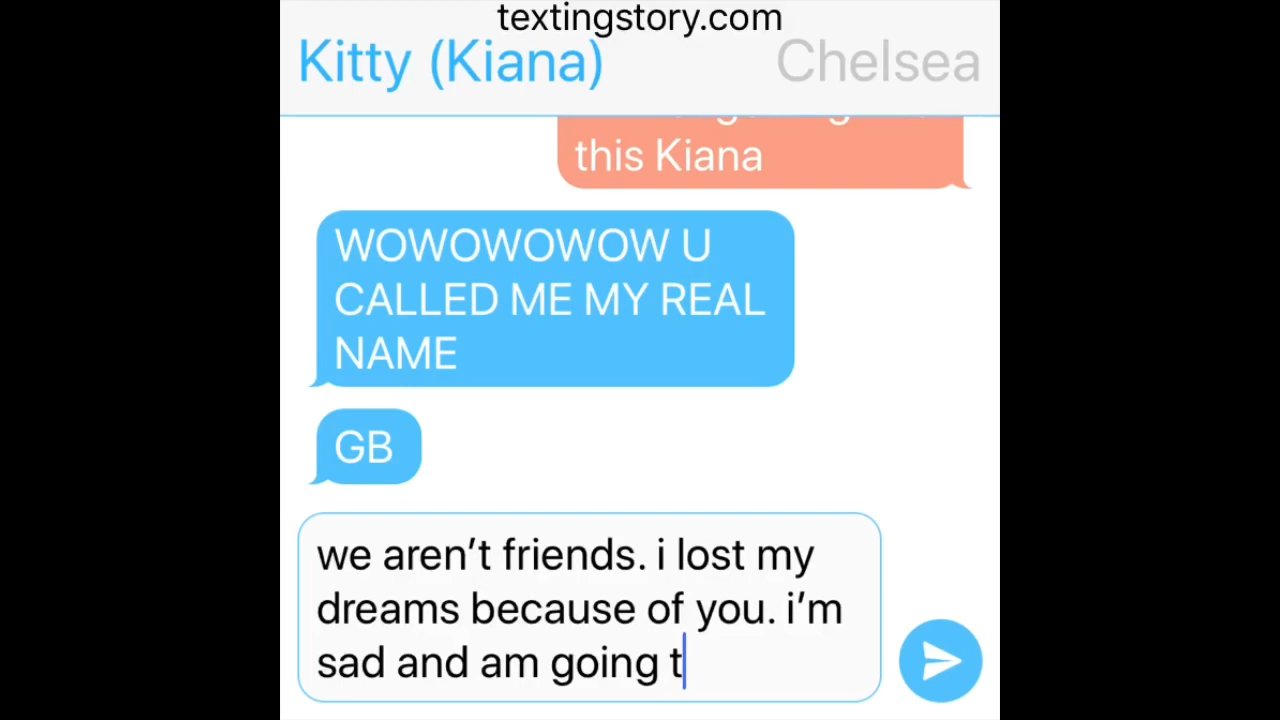 textingstory.com
Kitty (Kiana) Chelsea
this Kiana
WOWOWOWOW U
CALLED ME MY REAL
NAME
GB
we aren’t friends. i lost my
dreams because of you. i’m
sad and am going t